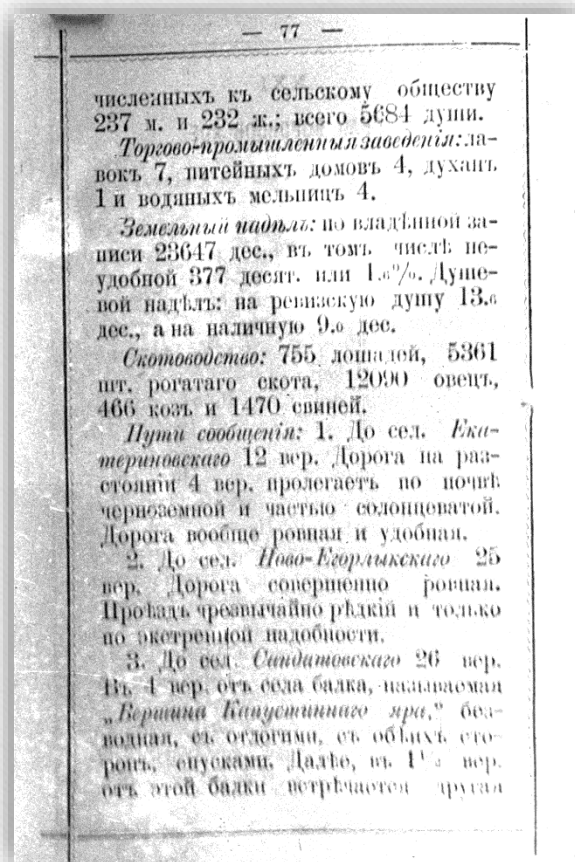 — 77 —
численныхъ къ сельскому обществу
237 м. и 232 ж.; всего 5684 души.
Торгово-промышленныя заведенія: ла-
вокъ 7, питейныхъ домовъ 4, духанъ
1 и водяныхъ мельницъ 4.
Земельный надѣлъ: по владѣнной за-
писи 23647 дес., въ томъ числѣ не-
удобной 377 десят. или 1.6%. Душе-
вой надѣлъ: на ревизскую душу 13.6
дес., а на наличную 9.0 дес.
Скотоводство: 755 лошадей, 5361
шт. рогатаго скота, 12090 овецъ,
466 козъ и 1470 свиней.
Пути сообщенія: 1. До сел. Ека-
териновскаго 12 вер. Дорога на раз-
стояніи 4 вер. пролегаетъ по почвѣ
черноземной и частью солонцеватой.
Дорога вообще ровная и удобная.
2. До сел. Ново-Егорлыкскаго 25
вер. Дорога совершенно ровная.
Проѣздъ чрезвычайно рѣдкій и только
по экстренной надобности.
3. До сел. Сандатовскаго 26 вер.
Въ 4 вер. отъ села балка, называемая
„Вершина Капустиннаго яра,“ без-
водная, съ отлогими, съ обѣихъ сто-
ронъ, спусками. Далѣе, въ 1½ вер.
отъ этой балки встрѣчается другая